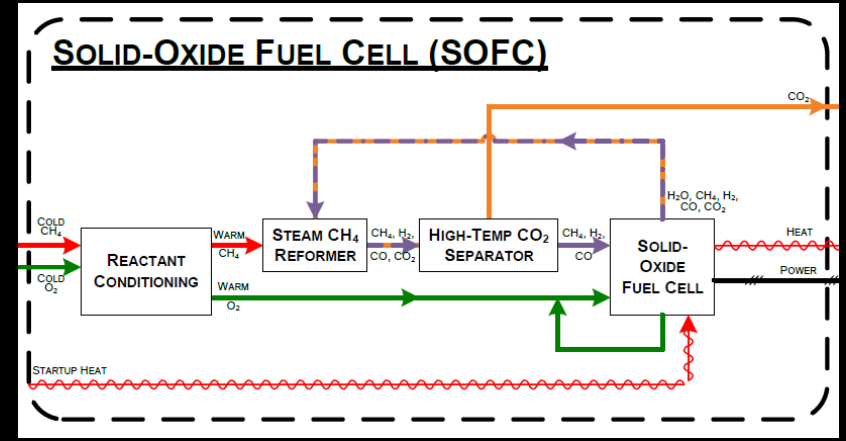 SOLID-OXIDE FUEL CELL (SOFC)
CO₂
H₂O, CH₄, H₂,
CO, CO₂
COLD
CH₄
COLD
O₂
REACTANT
CONDITIONING
WARM
CH₄
WARM
O₂
STEAM CH₄
REFORMER
CH₄, H₂,
CO, CO₂
HIGH-TEMP CO₂
SEPARATOR
CH₄, H₂,
CO
SOLID-
OXIDE
FUEL CELL
HEAT
POWER
STARTUP HEAT